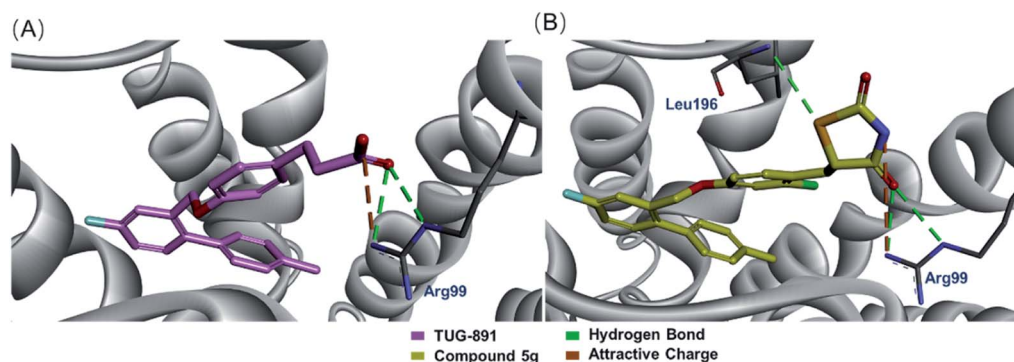 (A)
(B)
Leu196
Arg99
Arg99
TUG-891
Hydrogen Bond
Compound 5g
Attractive Charge